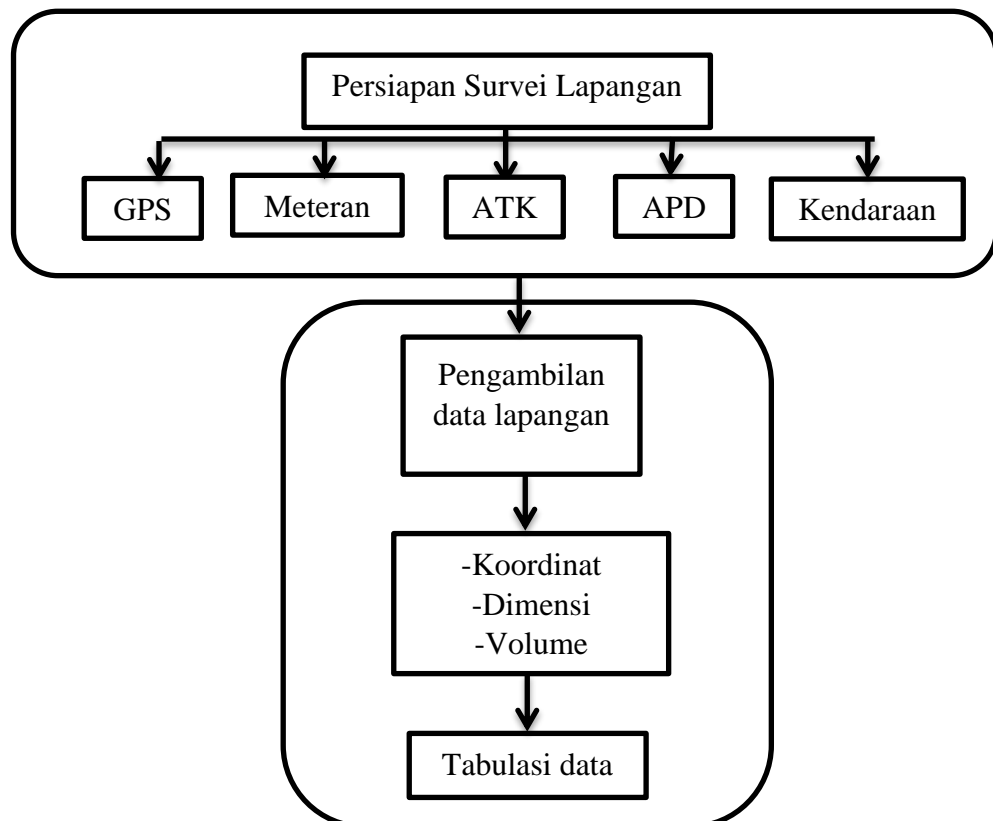 Persiapan Survei Lapangan
GPS
Meteran
ATK
APD
Kendaraan
Pengambilan
data lapangan
-Koordinat
-Dimensi
-Volume
Tabulasi data